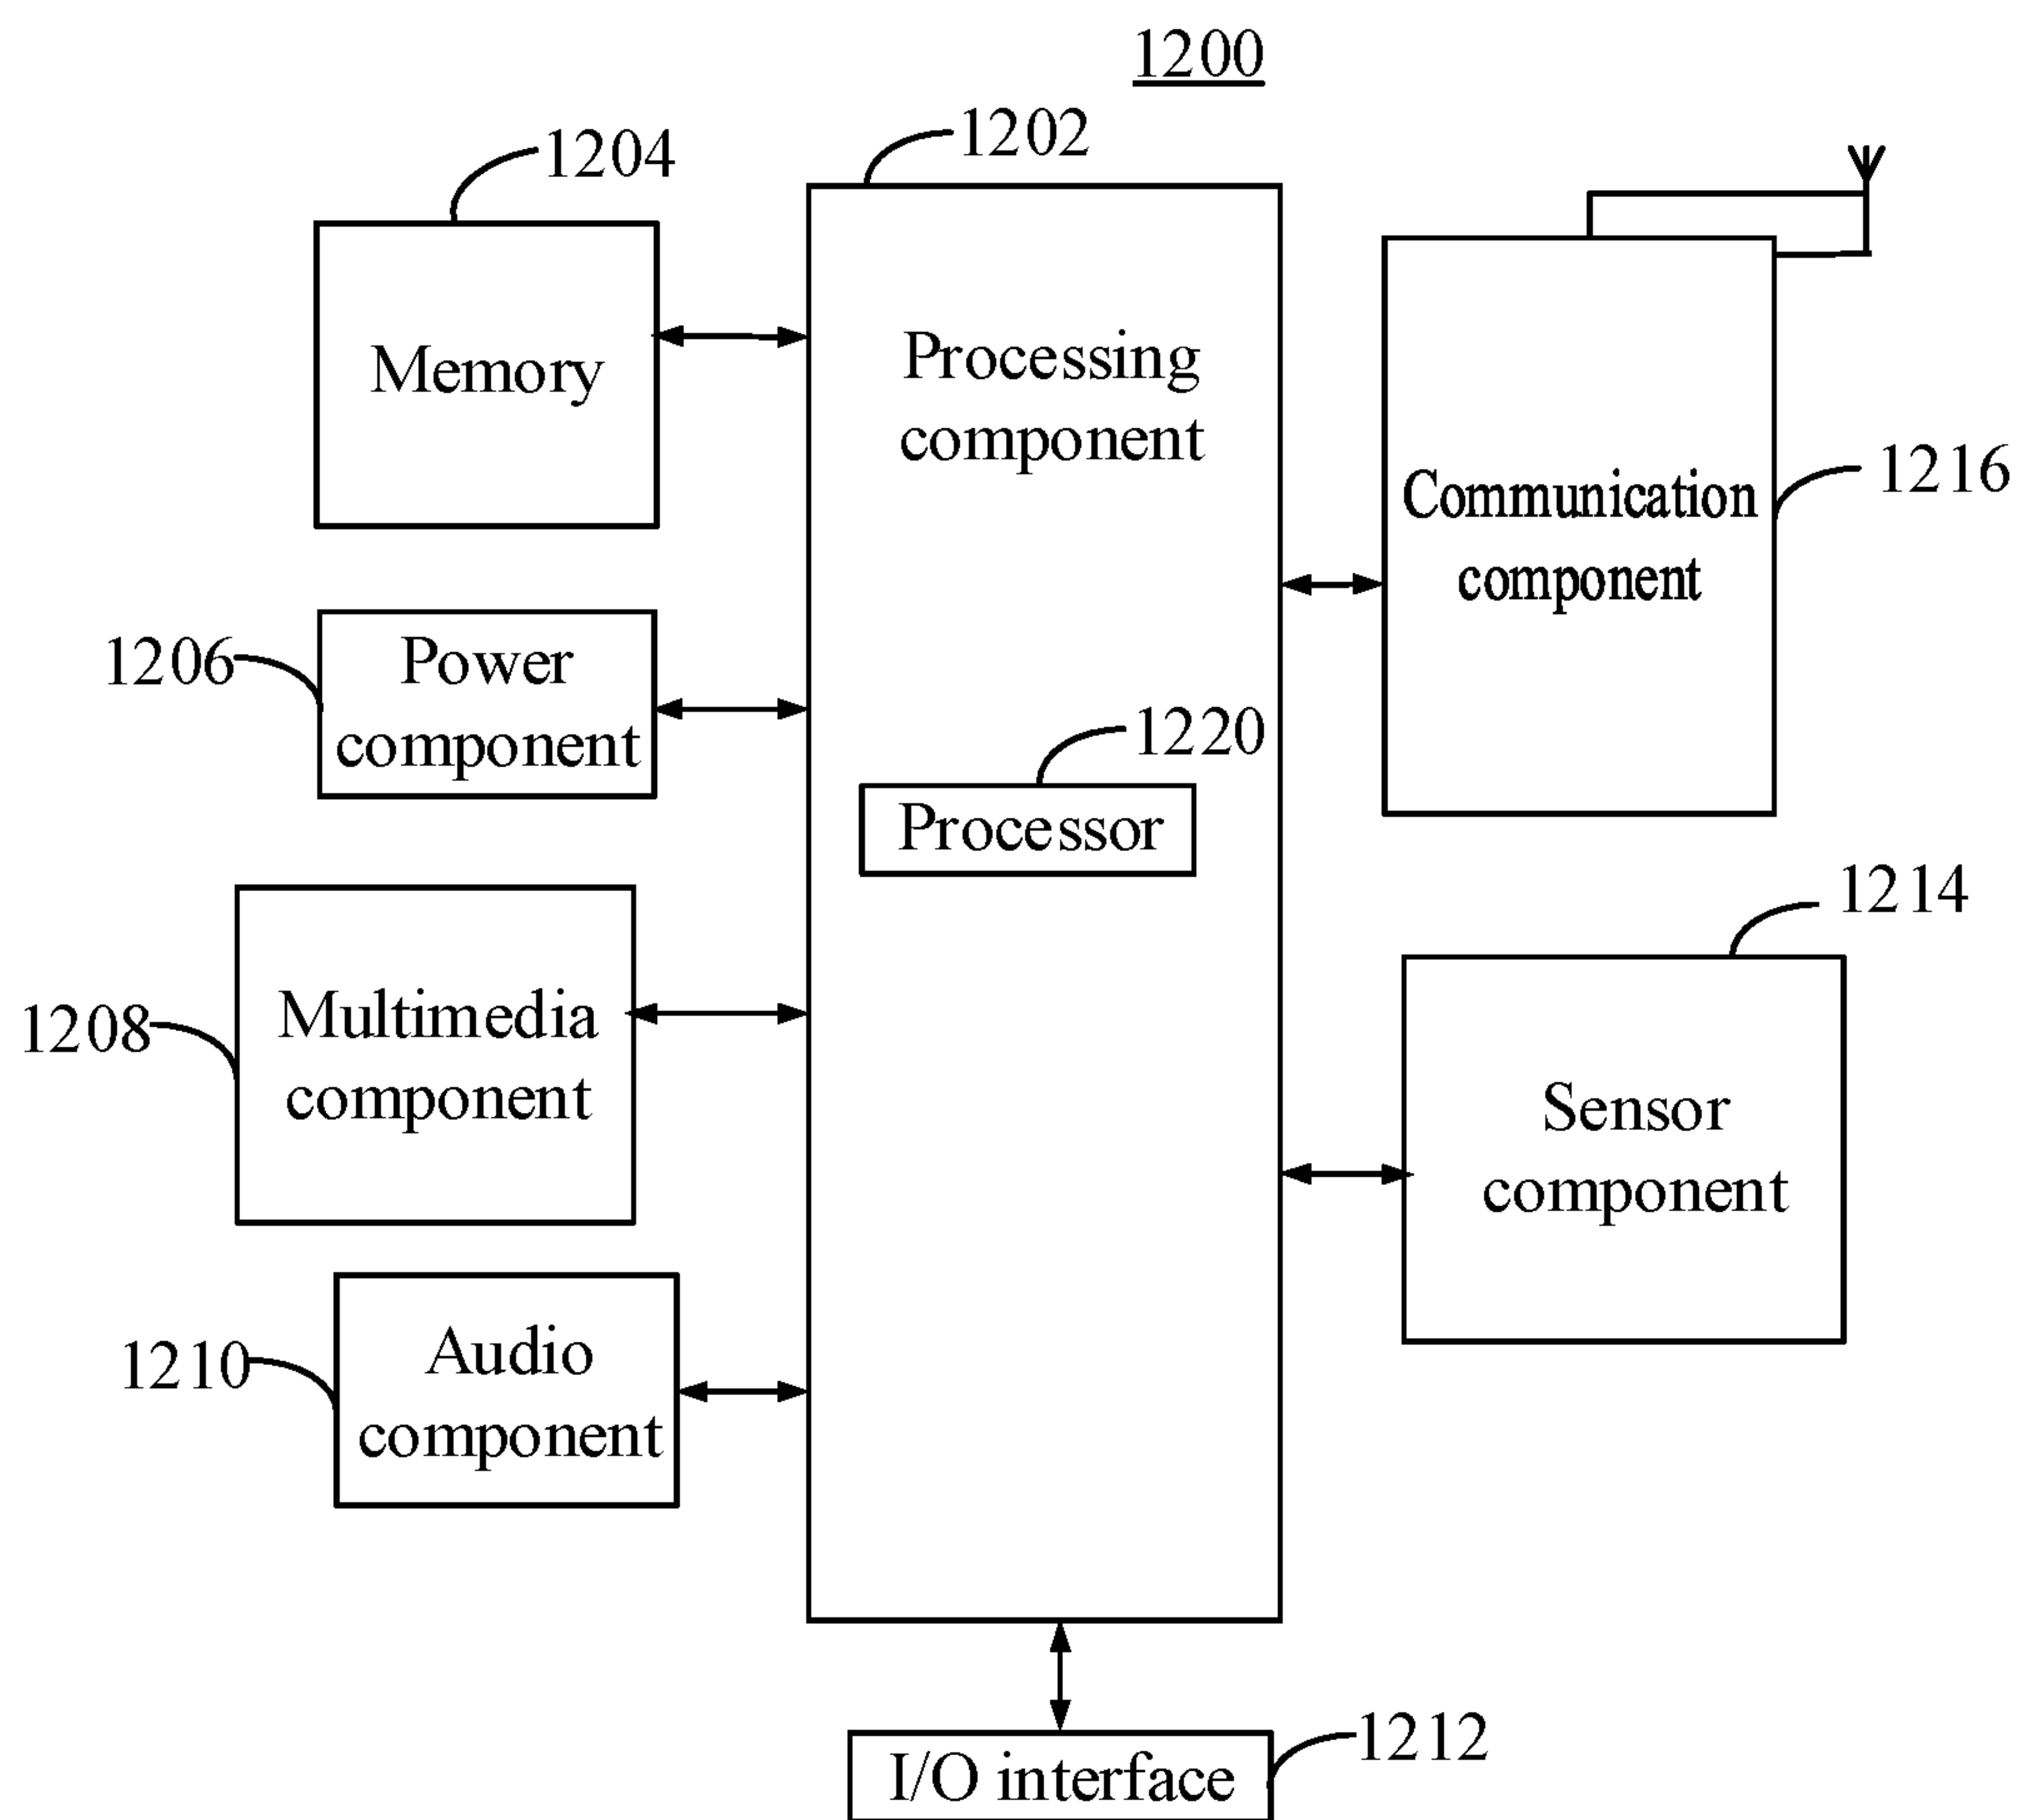 1200
1202
1204
Memory
Processing
component
1216
Communication
component
1206
Power
component
1220
Processor
1214
1208
Multimedia
component
Sensor
component
1210
Audio
component
1212
I/O interface